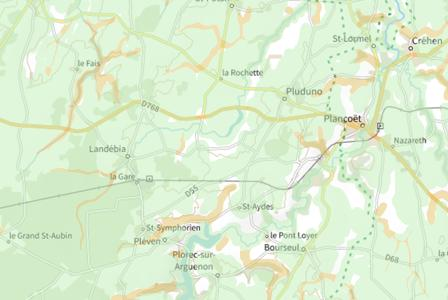 St-Lormel
Créhen
le Fais
la Rochette
Pluduno
D768
Plancoët
Nazareth
Landébia
la Gare
D55
St-Aydes
St-Symphorien
le Grand St-Aubin
Pléven
le Pont Loyer
Bourseul
Plorec-sur-
Arguenon
D68